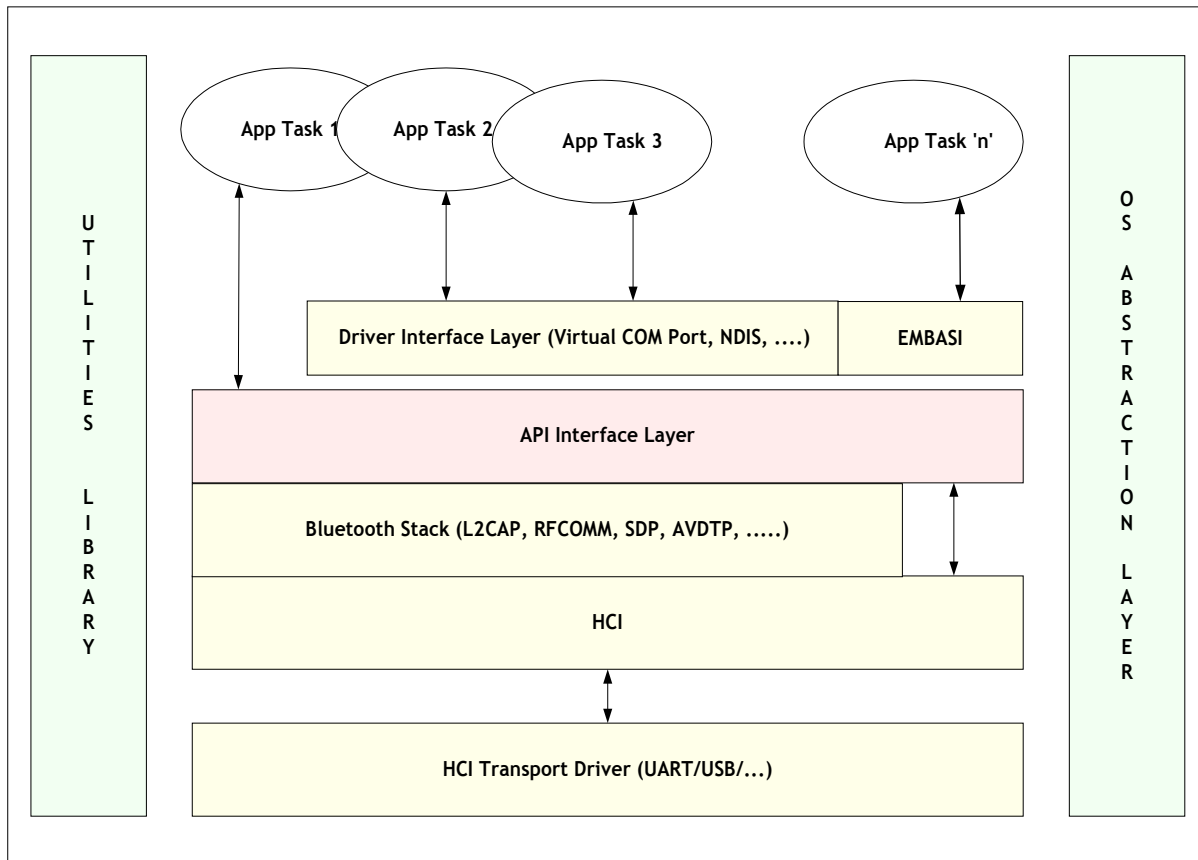 App Task 1
App Task 2
App Task 3
App Task 'n'
UTILITIES LIBRARY
OS ABSTRACTION LAYER
Driver Interface Layer (Virtual COM Port, NDIS, ....)
EMBASI
API Interface Layer
Bluetooth Stack (L2CAP, RFCOMM, SDP, AVDTP, .....)
HCI
HCI Transport Driver (UART/USB/...)